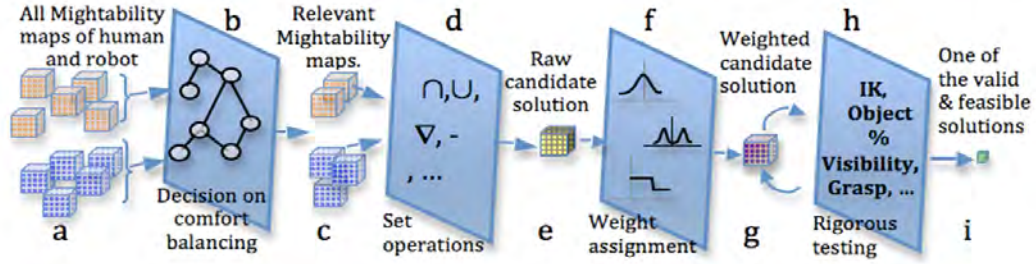 All Mightability
maps of human
and robot
a
b
Decision on
comfort
balancing
Relevant
Mightability
maps.
c
d
∩,∪,
∇, -
, ...
Set
operations
Raw
candidate
solution
e
f
Weight
assignment
Weighted
candidate
solution
g
h
IK,
Object
%
Visibility,
Grasp, ...
Rigorous
testing
One of
the valid
& feasible
solutions
i